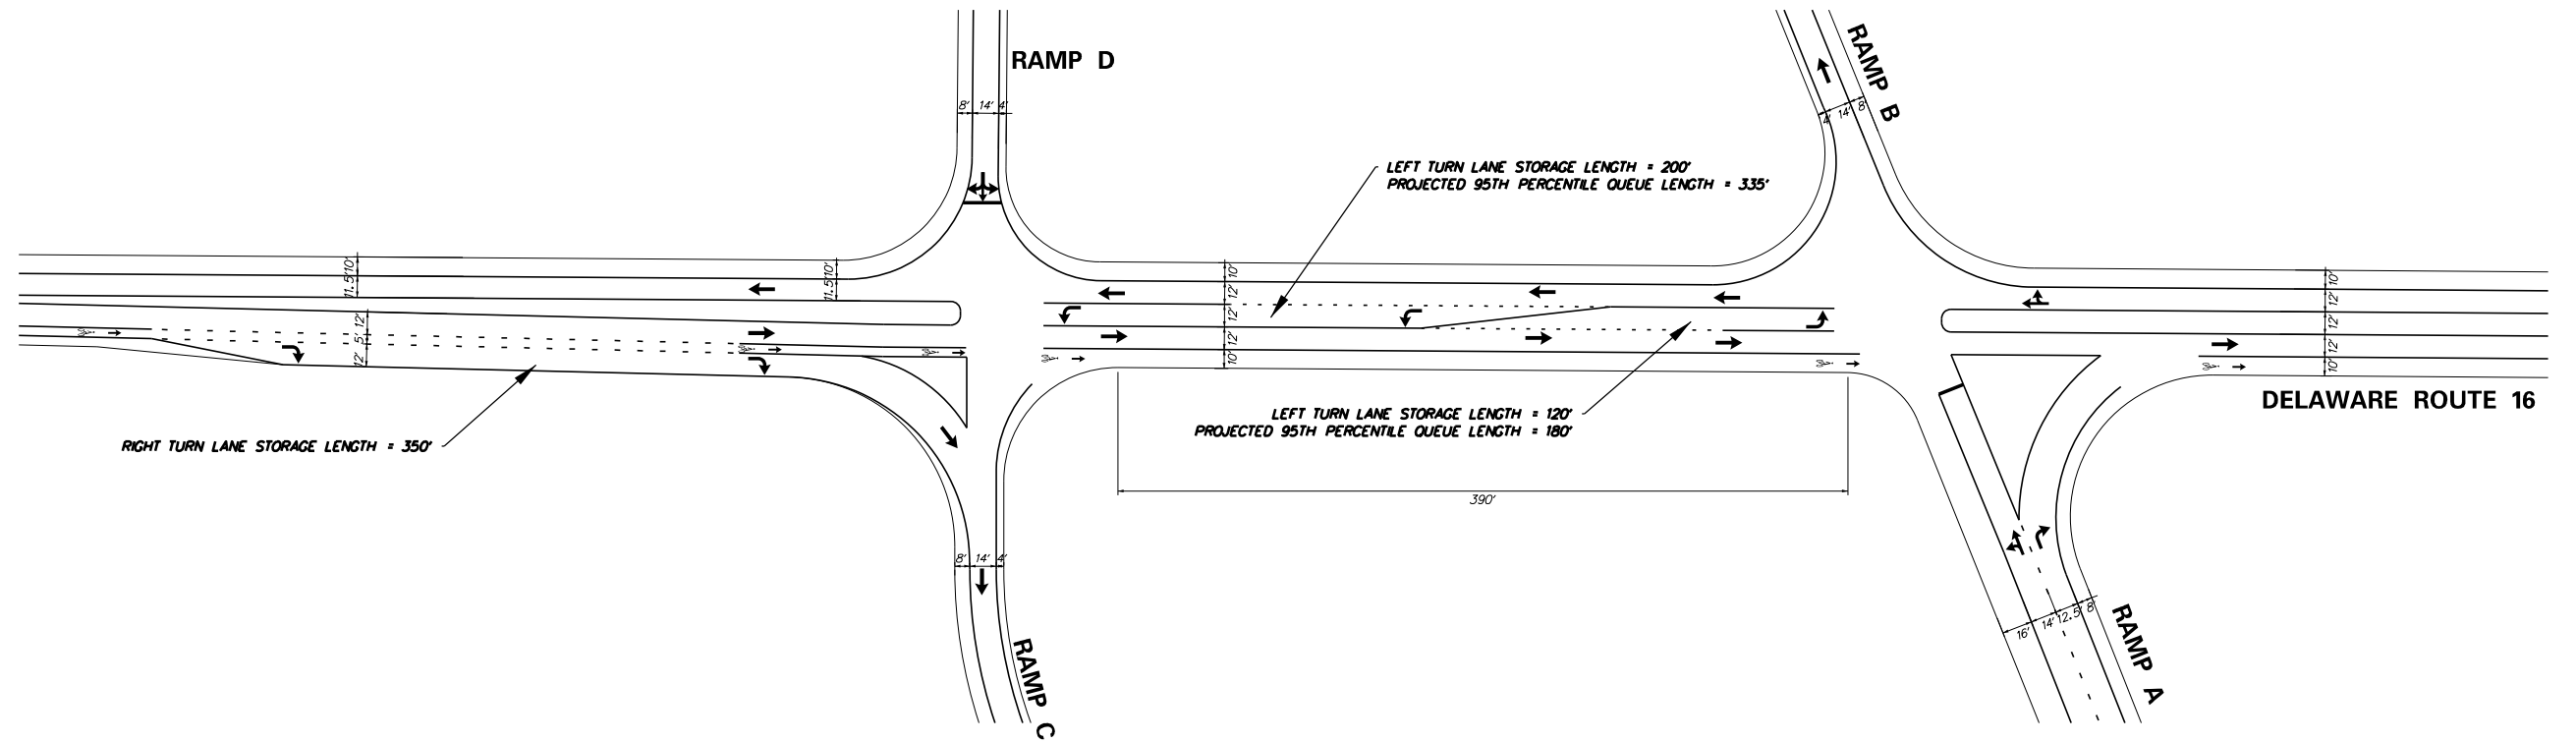 RAMP D
RAMP B
8' 14' 4'
4' 14' 8'
LEFT TURN LANE STORAGE LENGTH = 200'
PROJECTED 95TH PERCENTILE QUEUE LENGTH = 335'
10'
11.5'
10'
11.5'
12'
5'
12'
10'
12'
12'
12'
10'
10'
12'
12'
12'
10'
DELAWARE ROUTE 16
LEFT TURN LANE STORAGE LENGTH = 120'
PROJECTED 95TH PERCENTILE QUEUE LENGTH = 180'
RIGHT TURN LANE STORAGE LENGTH = 350'
390'
8' 14' 4'
16' 14' 12.5' 8'
RAMP C
RAMP A